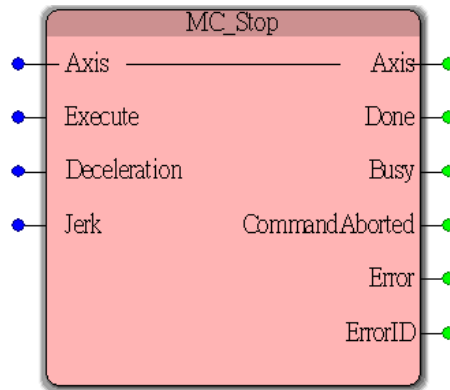 MC_Stop
Axis Axis
Execute Done
Deceleration Busy
Jerk CommandAborted
Error
ErrorID